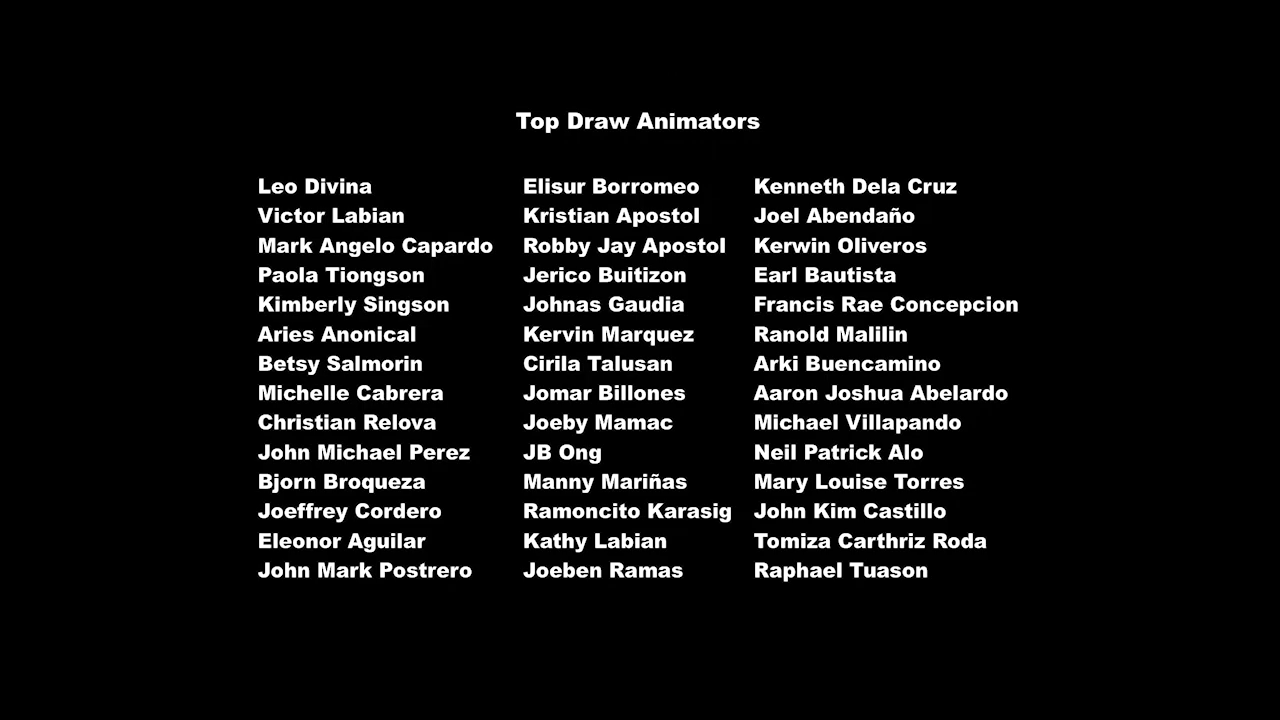 Top Draw Animators
Leo Divina
Victor Labian
Mark Angelo Capardo
Paola Tiongson
Kimberly Singson
Aries Anonical
Betsy Salmorin
Michelle Cabrera
Christian Relova
John Michael Perez
Bjorn Broqueza
Joeffrey Cordero
Eleonor Aguilar
John Mark Postrero
Elisur Borromeo
Kristian Apostol
Robby Jay Apostol
Jerico Buitizon
Johnas Gaudia
Kervin Marquez
Cirila Talusan
Jomar Billones
Joeby Mamac
JB Ong
Manny Mariñas
Ramoncito Karasig
Kathy Labian
Joeben Ramas
Kenneth Dela Cruz
Joel Abendaño
Kerwin Oliveros
Earl Bautista
Francis Rae Concepcion
Ranold Malilin
Arki Buencamino
Aaron Joshua Abelardo
Michael Villapando
Neil Patrick Alo
Mary Louise Torres
John Kim Castillo
Tomiza Carthriz Roda
Raphael Tuason